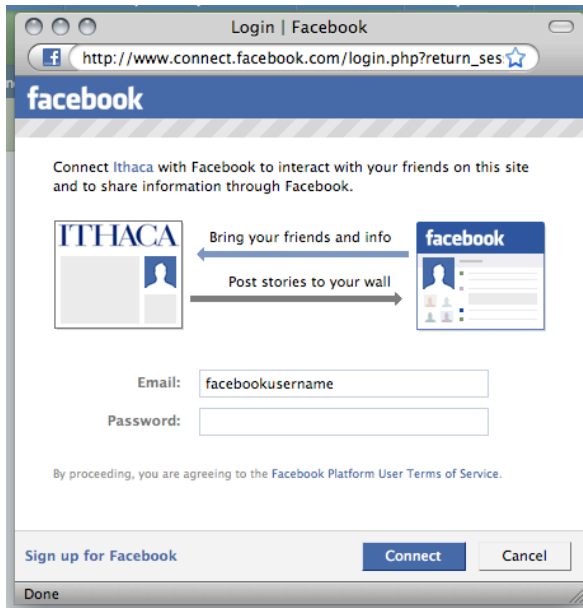 Login | Facebook
http://www.connect.facebook.com/login.php?return_ses
facebook
Connect Ithaca with Facebook to interact with your friends on this site
and to share information through Facebook.
ITHACA
Bring your friends and info
facebook
Post stories to your wall
Email: facebookusername
Password:
By proceeding, you are agreeing to the Facebook Platform User Terms of Service.
Sign up for Facebook
Connect
Cancel
Done